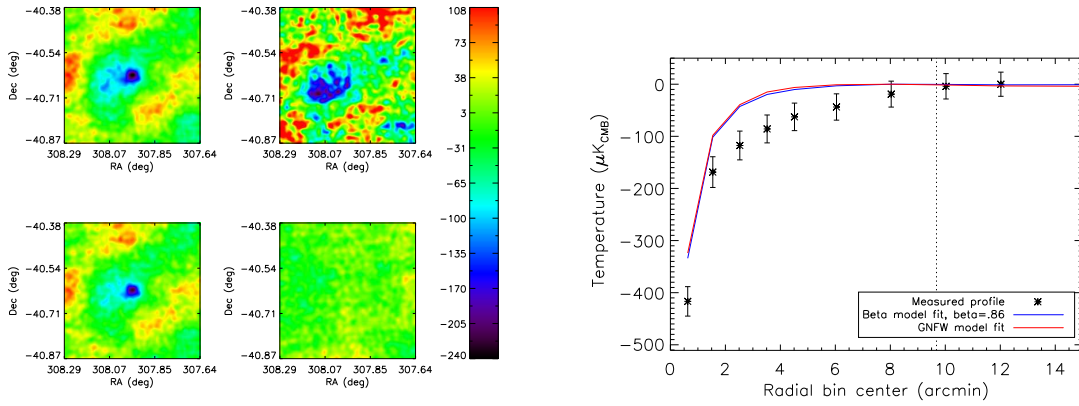 −40.38
−40.54
−40.71
−40.87
Dec (deg)
308.29 308.07 307.85 307.64
RA (deg)
−40.38
−40.54
−40.71
−40.87
Dec (deg)
308.29 308.07 307.85 307.64
RA (deg)
−40.38
−40.54
−40.71
−40.87
Dec (deg)
308.29 308.07 307.85 307.64
RA (deg)
−40.38
−40.54
−40.71
−40.87
Dec (deg)
308.29 308.07 307.85 307.64
RA (deg)
108
73
38
3
−30
−65
−100
−135
−170
−205
−240
Temperature (μK_CMB)
0
−100
−200
−300
−400
−500
Measured profile
Beta model fit, beta=.86
GNFW model fit
0 2 4 6 8 10 12 14
Radial bin center (arcmin)